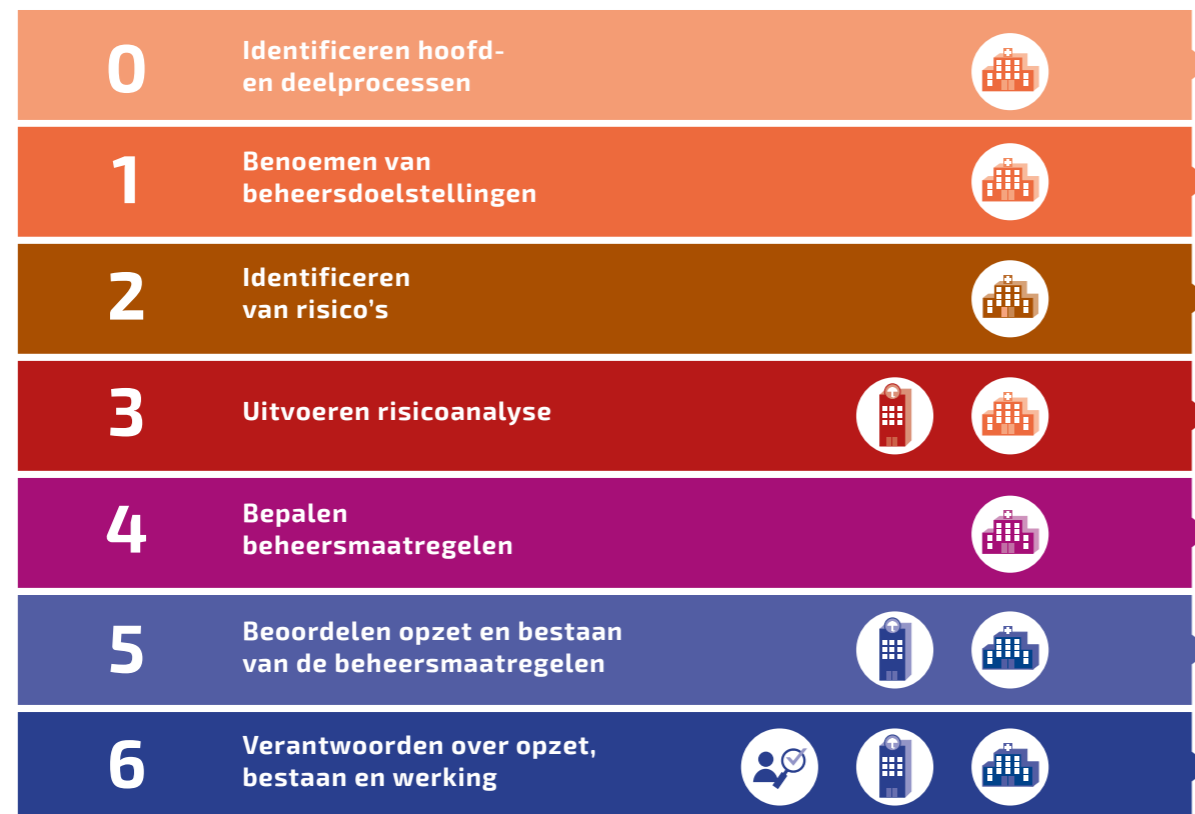 0
Identificeren hoofd-
en deelprocessen
1
Benoemen van
beheersdoelstellingen
2
Identificeren
van risico’s
3
Uitvoeren risicoanalyse
4
Bepalen
beheersmaatregelen
5
Beoordelen opzet en bestaan
van de beheersmaatregelen
6
Verantwoorden over opzet,
bestaan en werking